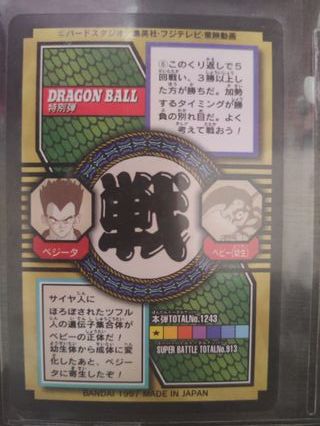 ©バードスタジオ/集英社・フジテレビ・東映動画
DRAGON BALL
特別弾
⑥このくり返しで5
回戦い、3勝以上し
た方が勝ちだ。加勢
するタイミングが勝
負の別れ目だ。よく
考えて戦おう!
戦
ベジータ
ベビー(幼生)
サイヤ人に
ほろぼされたツフル
人の遺伝子集合体が
ベビーの正体だ!
幼生体から成体に変
化したあと、ベジー
タに寄生したぞ!
本弾TOTALNo.1243
SUPER BATTLE TOTALNo.913
BANDAI 1997 MADE IN JAPAN